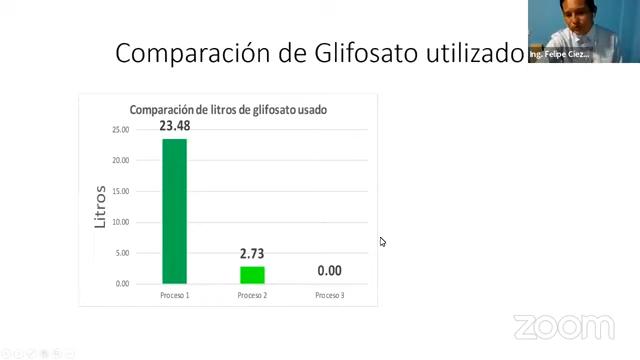 Comparación de Glifosato utilizado
Ing. Felipe Ciez...
Comparación de litros de glifosato usado
23.48
25.00
20.00
15.00
10.00
5.00
0.00
Litros
2.73
0.00
Proceso 1
Proceso 2
Proceso 3
zoom